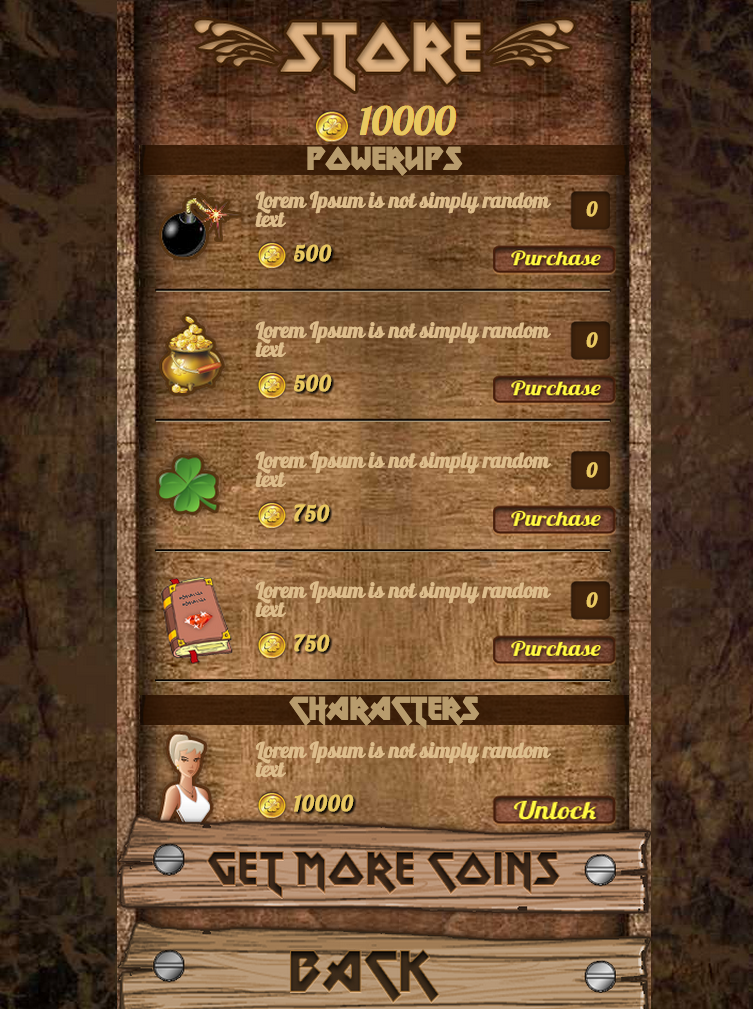 STORE
10000
POWERUPS
Lorem Ipsum is not simply random
text
0
500
Purchase
Lorem Ipsum is not simply random
text
0
500
Purchase
Lorem Ipsum is not simply random
text
0
750
Purchase
Lorem Ipsum is not simply random
text
0
750
Purchase
CHARACTERS
Lorem Ipsum is not simply random
text
10000
Unlock
GET MORE COINS
BACK